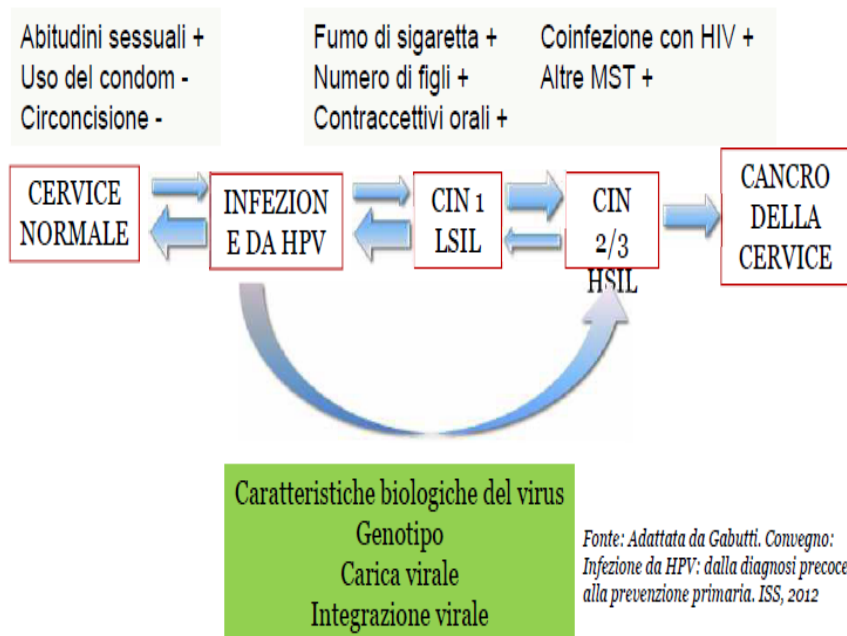 Abitudini sessuali +
Uso del condom -
Circoncisione -
Fumo di sigaretta +
Numero di figli +
Contraccettivi orali +
Coinfezione con HIV +
Altre MST +
CERVICE
NORMALE
INFEZION
E DA HPV
CIN 1
LSIL
CIN
2/3
HSIL
CANCRO
DELLA
CERVICE
Caratteristiche biologiche del virus
Genotipo
Carica virale
Integrazione virale
Fonte: Adattata da Gabutti. Convegno:
Infezione da HPV: dalla diagnosi precoce
alla prevenzione primaria. ISS, 2012